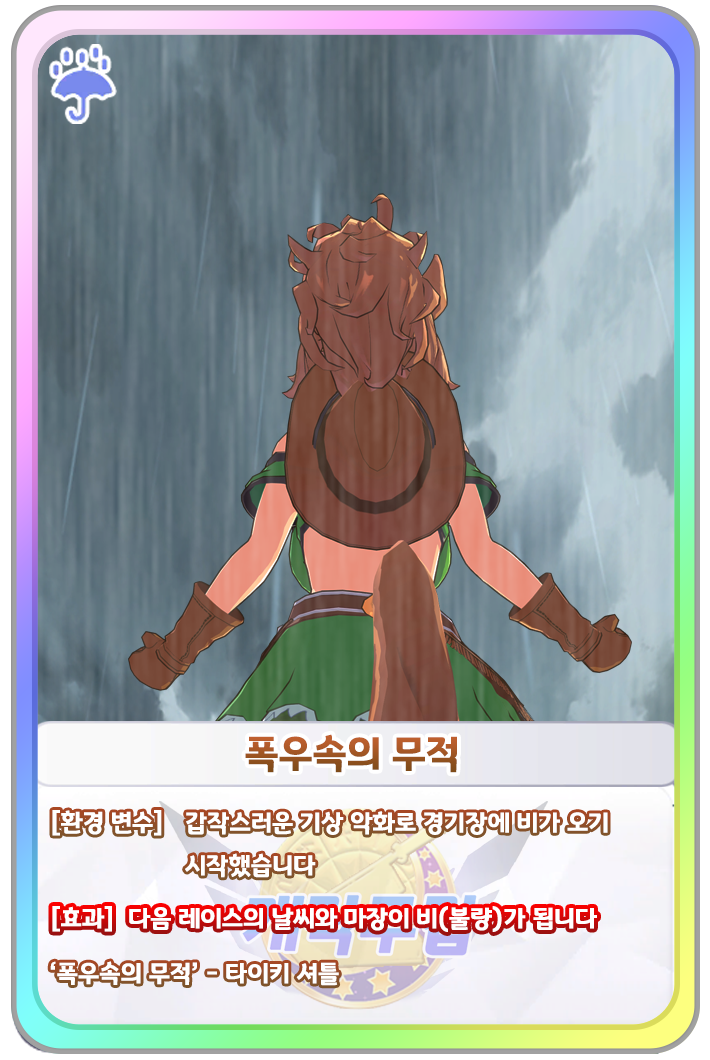 폭우속의 무적
[환경 변수] 갑작스러운 기상 악화로 경기장에 비가 오기
시작했습니다
[효과] 다음 레이스의 날씨와 마장이 비(불량)가 됩니다
‘폭우속의 무적’ - 타이키 셔틀